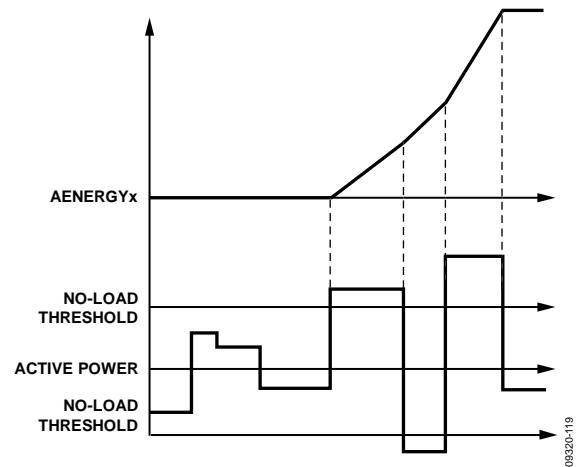 AENERGYx
NO-LOAD
THRESHOLD
ACTIVE POWER
NO-LOAD
THRESHOLD
09320-119